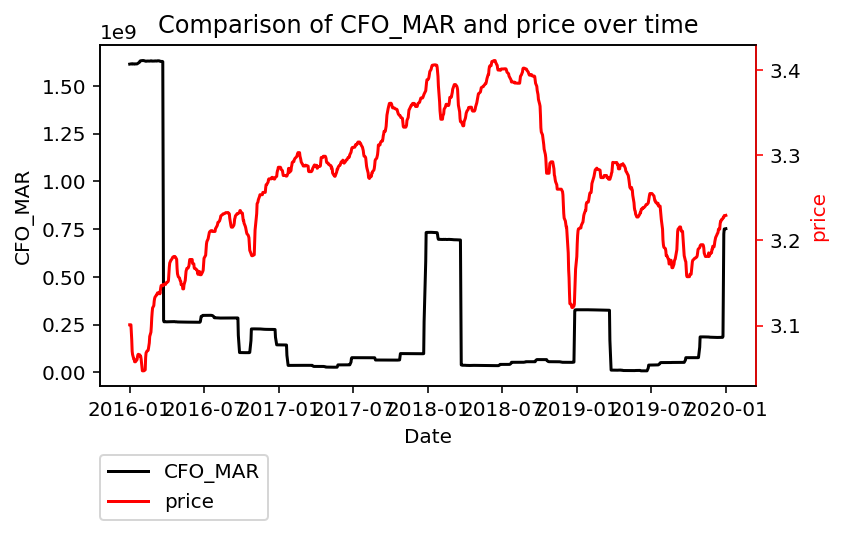 Comparison of CFO_MAR and price over time
1e9
1.50
1.25
1.00
0.75
0.50
0.25
0.00
CFO_MAR
3.4
3.3
3.2
3.1
price
2016-01 2016-07 2017-01 2017-07 2018-01 2018-07 2019-01 2019-07 2020-01
Date
CFO_MAR
price